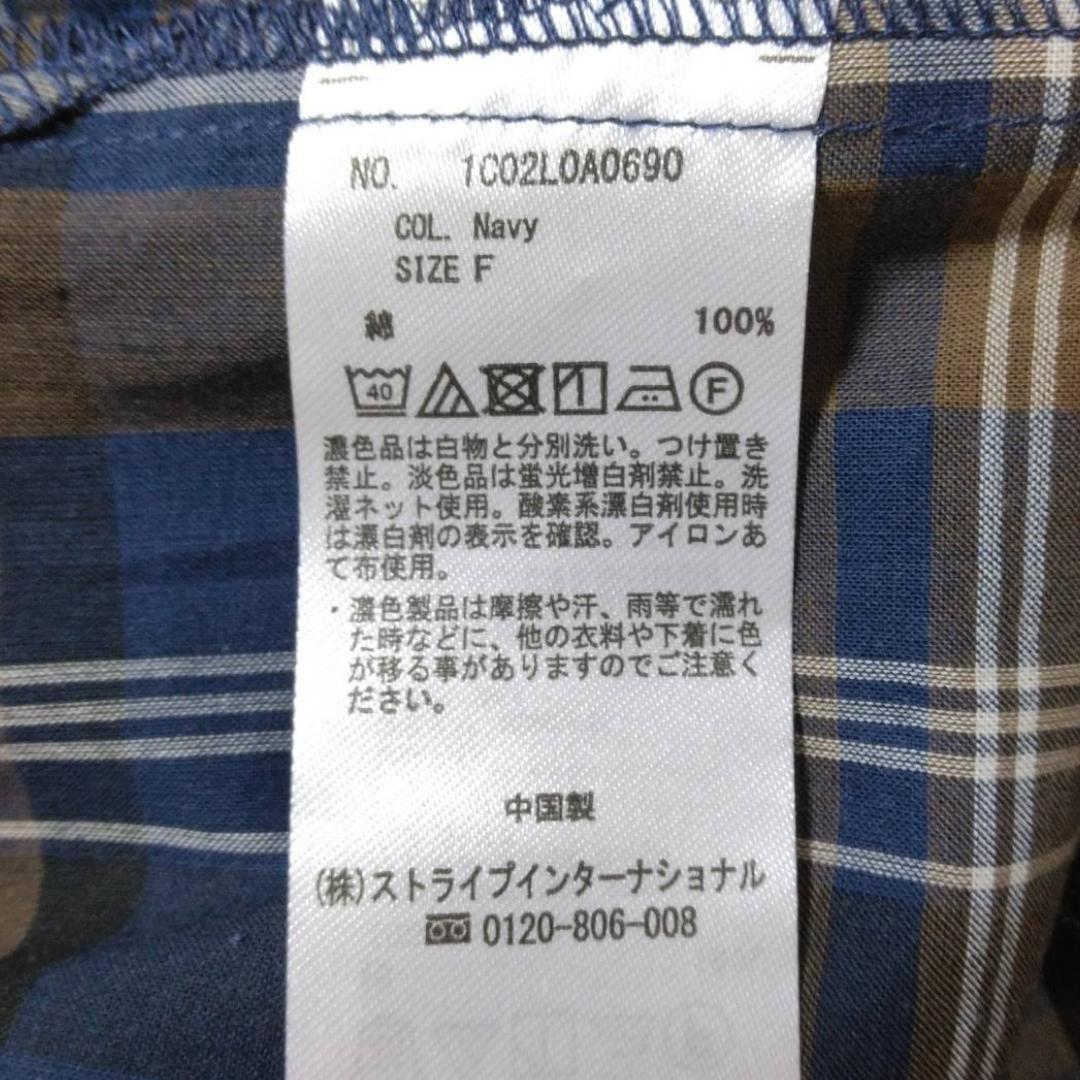 NO. 1C02L0A0690
COL. Navy
SIZE F
綿 100%
40 F
濃色品は白物と分別洗い。つけ置き
禁止。淡色品は蛍光増白剤禁止。洗
濯ネット使用。酸素系漂白剤使用時
は漂白剤の表示を確認。アイロンあ
て布使用。
・濃色製品は摩擦や汗、雨等で濡れ
た時などに、他の衣料や下着に色
が移る事がありますのでご注意く
ださい。
中国製
(株)ストライプインターナショナル
0120-806-008